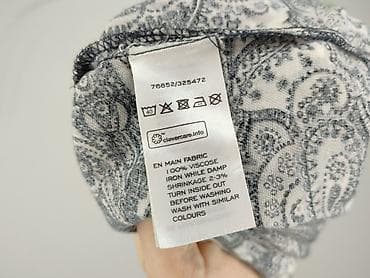 76852/325472
clevercare.info
EN MAIN FABRIC
100% VISCOSE
IRON WHILE DAMP
SHRINKAGE 2-3%
TURN INSIDE OUT
BEFORE WASHING
WASH WITH SIMILAR
COLOURS